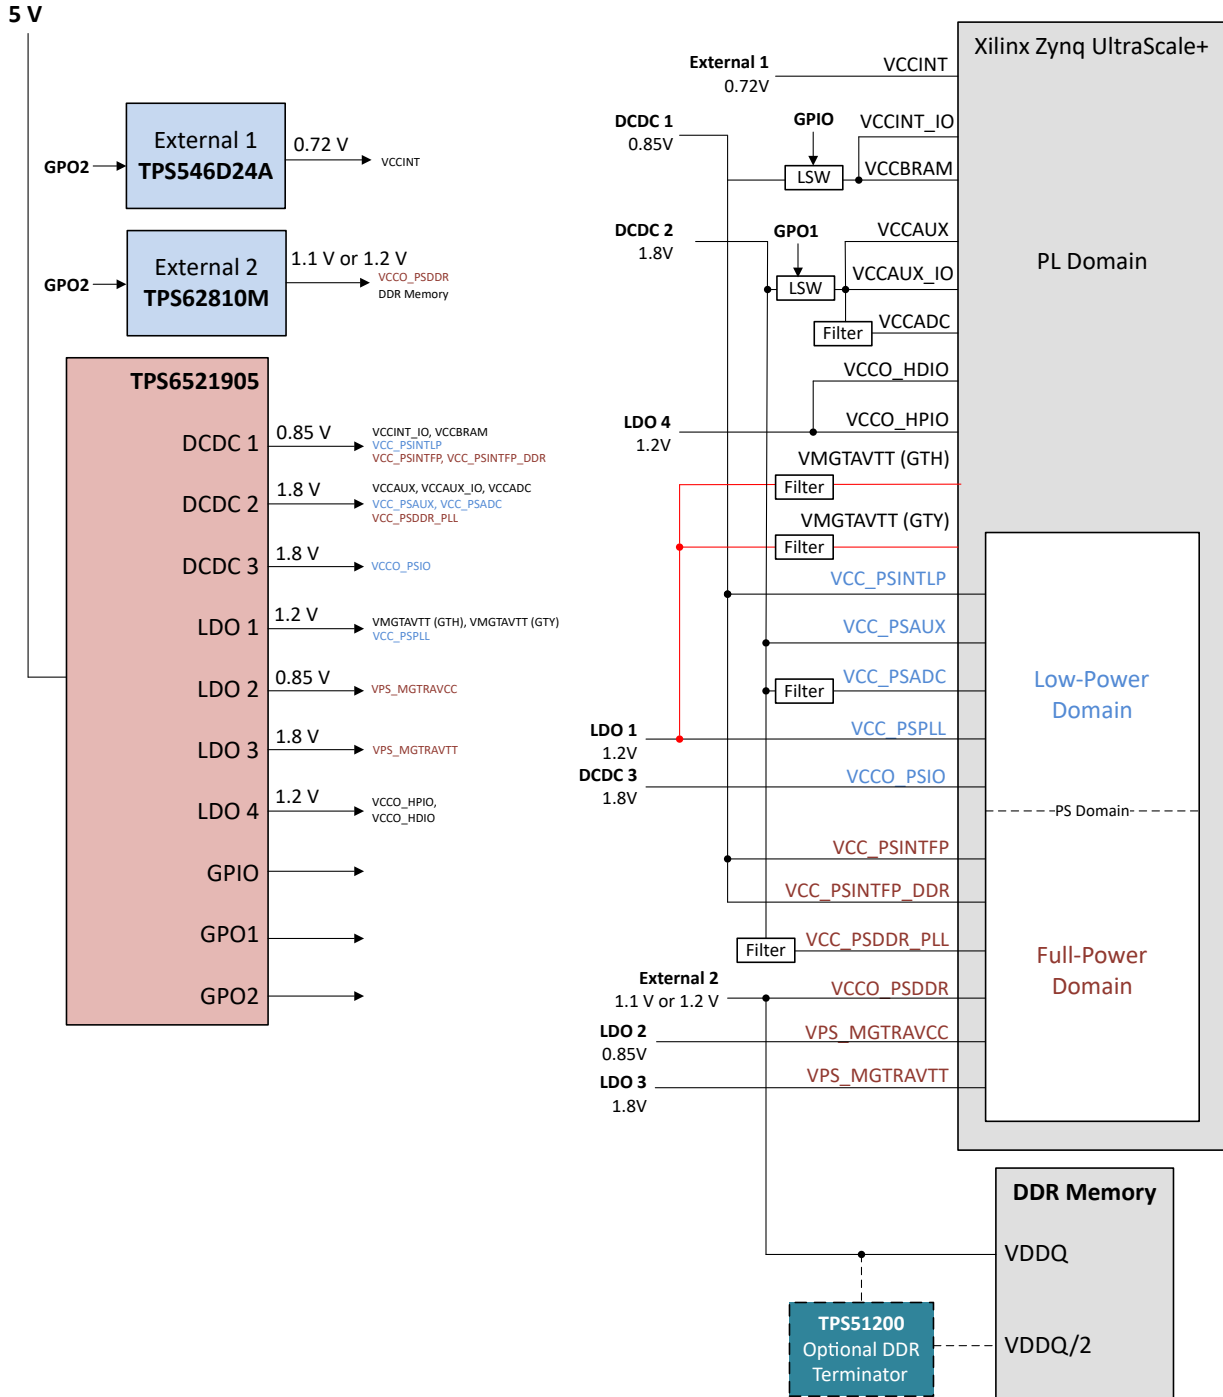 5 V
External 1
TPS546D24A
GPO2
0.72 V
VCCINT
External 2
TPS62810M
GPO2
1.1 V or 1.2 V
VCCO_PSDDR
DDR Memory
TPS6521905
DCDC 1
0.85 V
VCCINT_IO, VCCBRAM
VCC_PSINTLP
VCC_PSINTFP, VCC_PSINTFP_DDR
DCDC 2
1.8 V
VCCAUX, VCCAUX_IO, VCCADC
VCC_PSAUX, VCC_PSADC
VCC_PSDDR_PLL
DCDC 3
1.8 V
VCCO_PSIO
LDO 1
1.2 V
VMGTAVTT (GTH), VMGTAVTT (GTY)
VCC_PSPLL
LDO 2
0.85 V
VPS_MGTRAVCC
LDO 3
1.8 V
VPS_MGTRAVTT
LDO 4
1.2 V
VCCO_HPIO,
VCCO_HDIO
GPIO
GPO1
GPO2
Xilinx Zynq UltraScale+
PL Domain
External 1
0.72V
VCCINT
DCDC 1
0.85V
GPIO
LSW
VCCINT_IO
VCCBRAM
DCDC 2
1.8V
GPO1
LSW
VCCAUX
VCCAUX_IO
Filter
VCCADC
VCCO_HDIO
LDO 4
1.2V
VCCO_HPIO
VMGTAVTT (GTH)
Filter
VMGTAVTT (GTY)
Filter
VCC_PSINTLP
VCC_PSAUX
Filter
VCC_PSADC
Low-Power
Domain
LDO 1
1.2V
VCC_PSPLL
DCDC 3
1.8V
VCCO_PSIO
PS Domain
VCC_PSINTFP
VCC_PSINTFP_DDR
Filter
VCC_PSDDR_PLL
Full-Power
Domain
External 2
1.1 V or 1.2 V
VCCO_PSDDR
LDO 2
0.85V
VPS_MGTRAVCC
LDO 3
1.8V
VPS_MGTRAVTT
DDR Memory
VDDQ
TPS51200
Optional DDR
Terminator
VDDQ/2